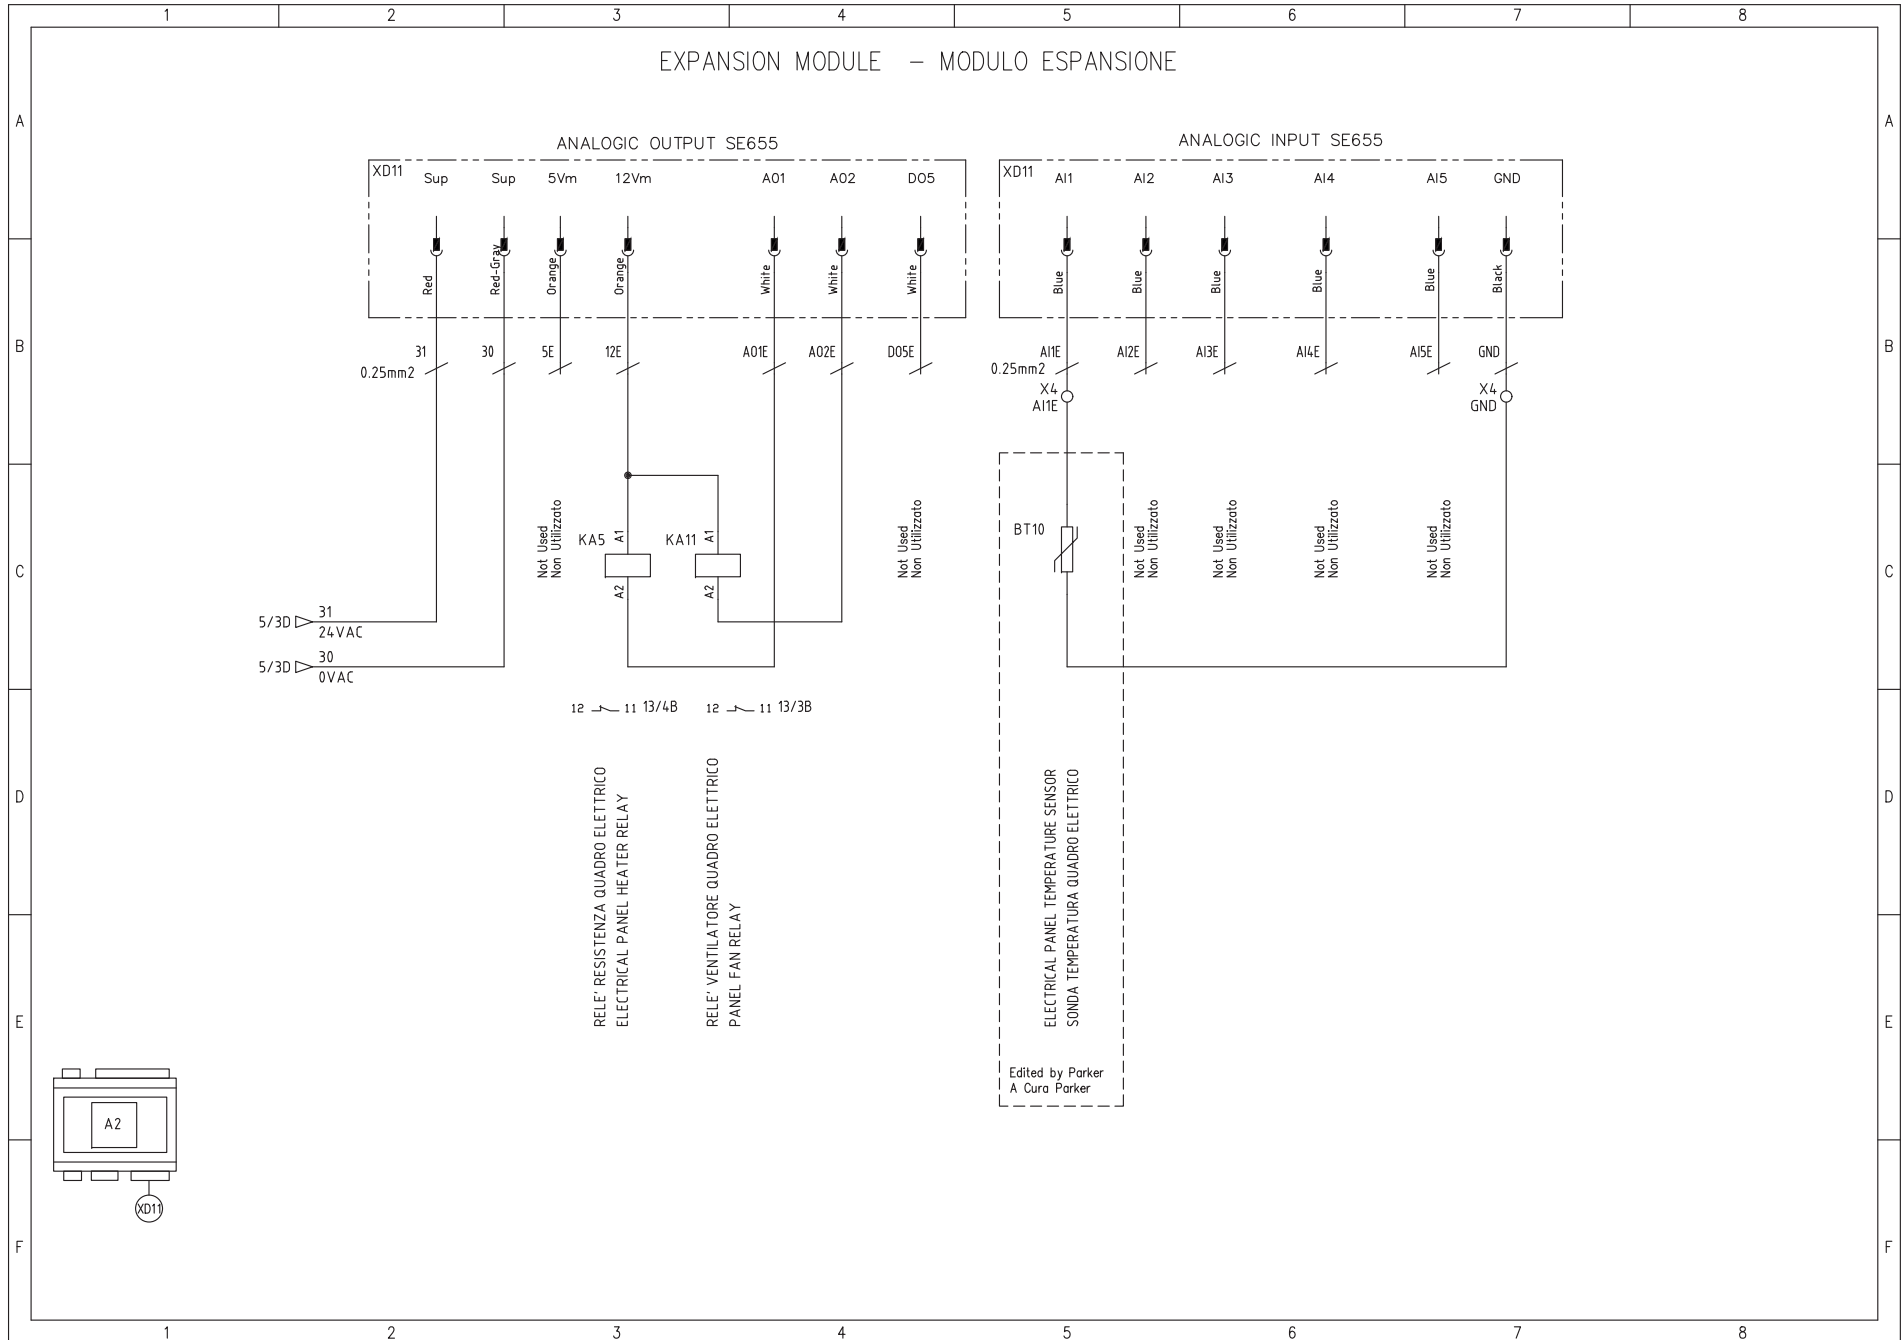 1 2 3 4 5 6 7 8
EXPANSION MODULE - MODULO ESPANSIONE
A A
ANALOGIC OUTPUT SE655
ANALOGIC INPUT SE655
XD11 Sup Sup 5Vm 12Vm A01 A02 DO5
XD11 AI1 AI2 AI3 AI4 AI5 GND
Red Red-Gray Orange Orange White White White
Blue Blue Blue Blue Blue Black
B B
31 30 5E 12E A01E A02E D05E
0.25mm2
AI1E AI2E AI3E AI4E AI5E GND
0.25mm2
X4
AI1E
X4
GND
Not Used
Non Utilizzato
KA5 A1 A2
KA11 A1 A2
Not Used
Non Utilizzato
BT10
Not Used
Non Utilizzato
Not Used
Non Utilizzato
Not Used
Non Utilizzato
Not Used
Non Utilizzato
C C
5/3D 31
24VAC
5/3D 30
0VAC
12 11 13/4B
12 11 13/3B
D D
RELE' RESISTENZA QUADRO ELETTRICO
ELECTRICAL PANEL HEATER RELAY
RELE' VENTILATORE QUADRO ELETTRICO
PANEL FAN RELAY
ELECTRICAL PANEL TEMPERATURE SENSOR
SONDA TEMPERATURA QUADRO ELETTRICO
E E
Edited by Parker
A Cura Parker
A2
XD11
F F
1 2 3 4 5 6 7 8